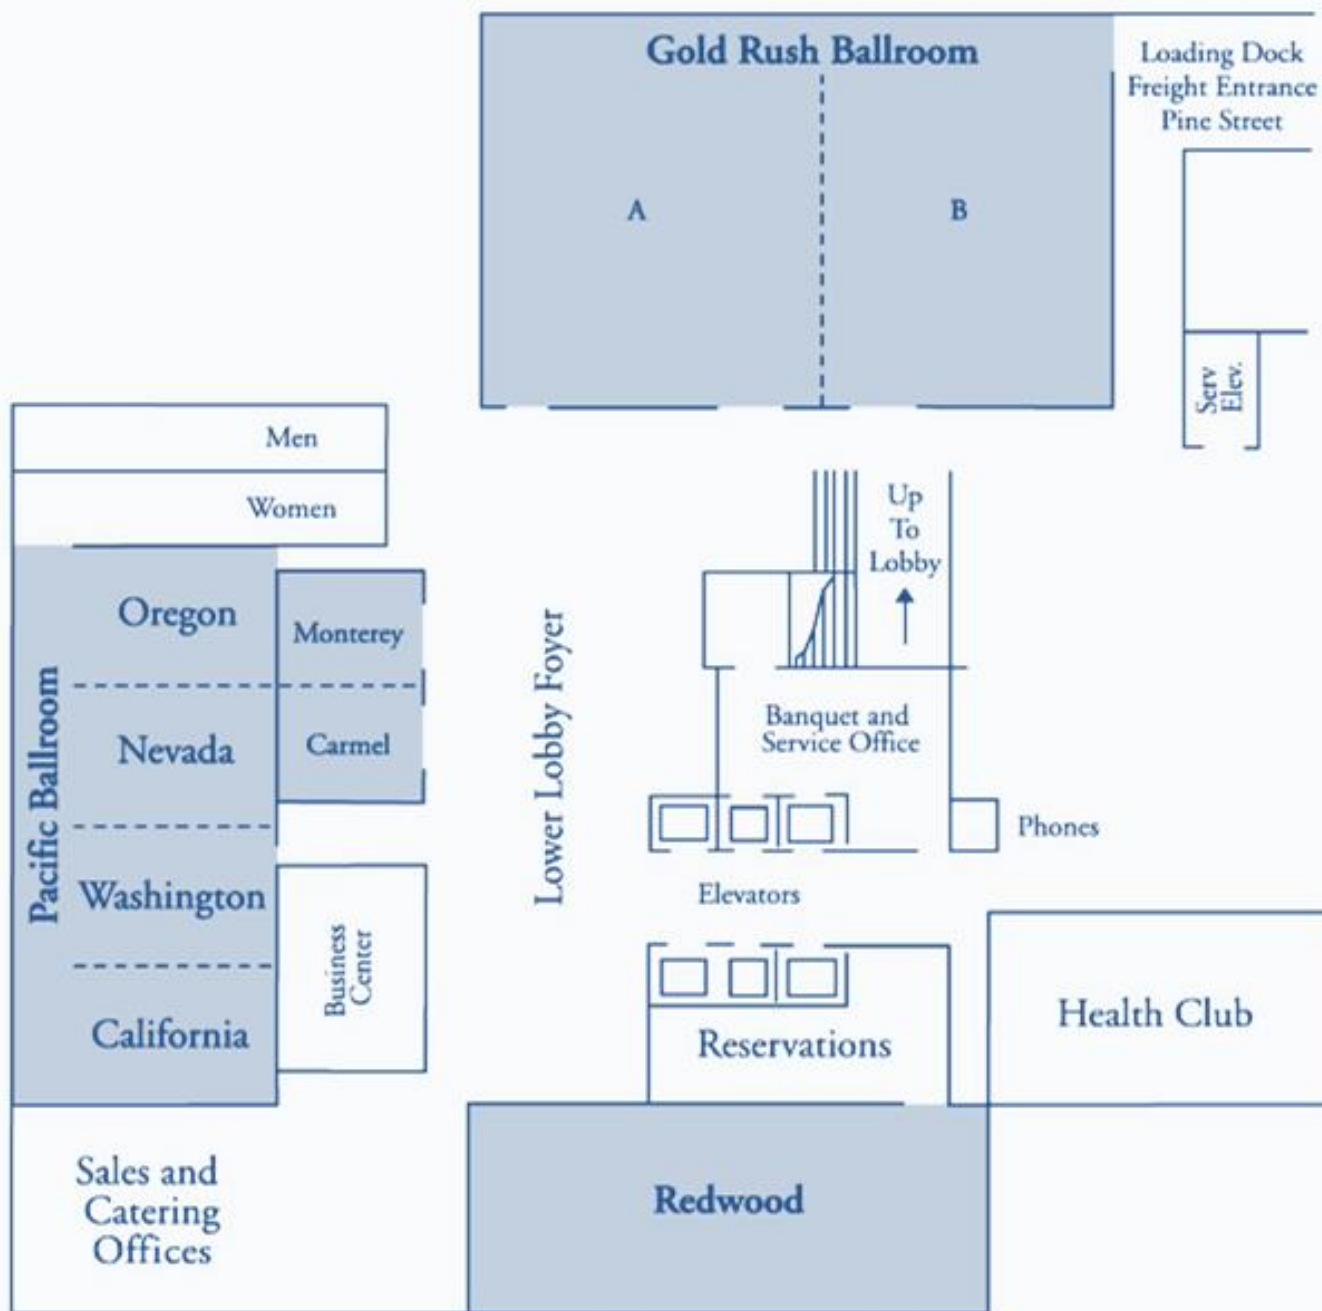 Gold Rush Ballroom
A
B
Loading Dock
Freight Entrance
Pine Street
Serv
Elev.
Men
Women
Up
To
Lobby
Pacific Ballroom
Oregon
Nevada
Washington
California
Monterey
Carmel
Business
Center
Lower Lobby Foyer
Banquet and
Service Office
Phones
Elevators
Reservations
Health Club
Sales and
Catering
Offices
Redwood